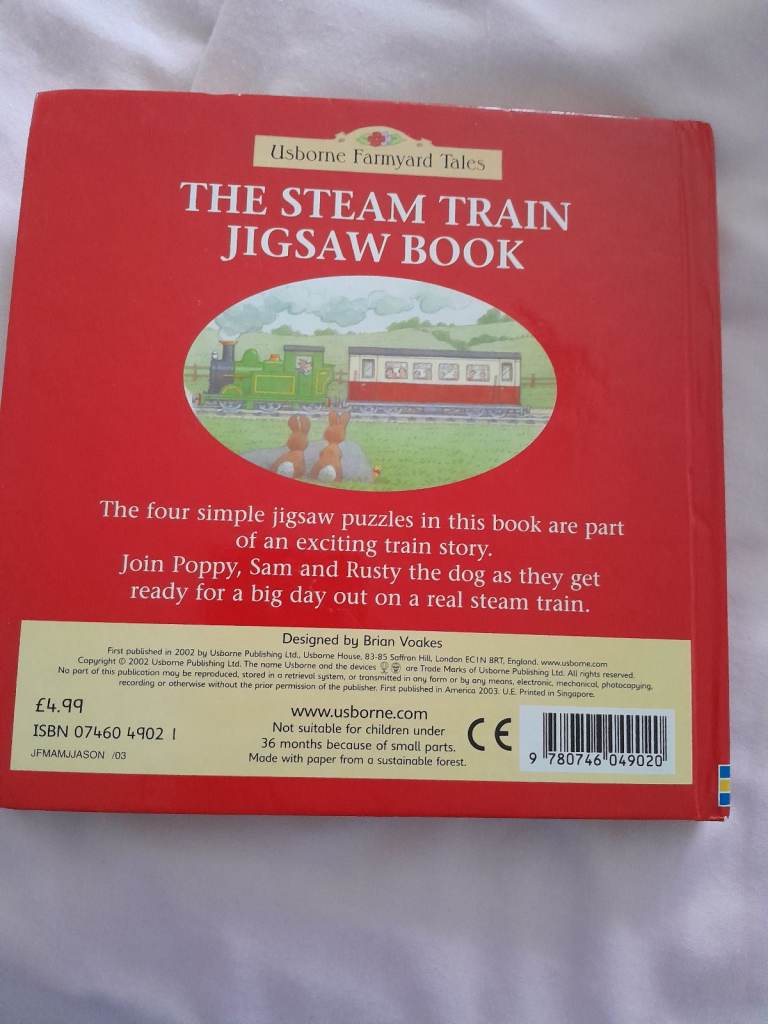 Usborne Farmyard Tales
THE STEAM TRAIN
JIGSAW BOOK
The four simple jigsaw puzzles in this book are part
of an exciting train story.
Join Poppy, Sam and Rusty the dog as they get
ready for a big day out on a real steam train.
Designed by Brian Voakes
First published in 2002 by Usborne Publishing Ltd., Usborne House, 83-85 Saffron Hill, London EC1N 8RT, England. www.usborne.com
Copyright © 2002 Usborne Publishing Ltd. The name Usborne and the devices are Trade Marks of Usborne Publishing Ltd. All rights reserved.
No part of this publication may be reproduced, stored in a retrieval system, or transmitted in any form or by any means, electronic, mechanical, photocopying,
recording or otherwise without the prior permission of the publisher. First published in America 2003. U.E. Printed in Singapore.
£4.99
ISBN 07460 4902 1
JFMAMJJASON /03
www.usborne.com
Not suitable for children under
36 months because of small parts.
Made with paper from a sustainable forest.
CE
9 780746 049020